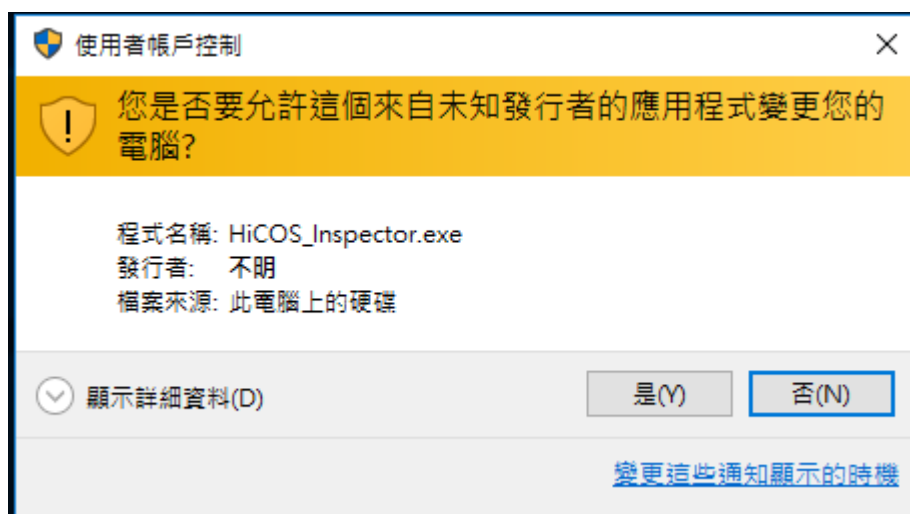 使用者帳戶控制
您是否要允許這個來自未知發行者的應用程式變更您的
電腦?
程式名稱: HiCOS_Inspector.exe
發行者: 不明
檔案來源: 此電腦上的硬碟
顯示詳細資料(D)
是(Y)
否(N)
變更這些通知顯示的時機